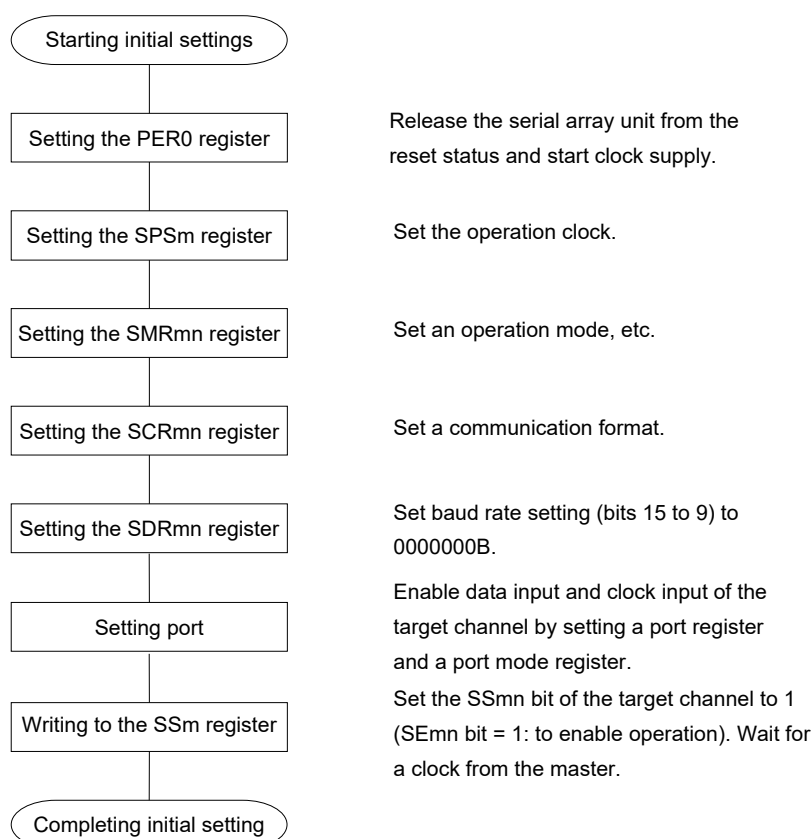 Starting initial settings
Setting the PER0 register
Release the serial array unit from the
reset status and start clock supply.
Setting the SPSm register
Set the operation clock.
Setting the SMRmn register
Set an operation mode, etc.
Setting the SCRmn register
Set a communication format.
Setting the SDRmn register
Set baud rate setting (bits 15 to 9) to
0000000B.
Setting port
Enable data input and clock input of the
target channel by setting a port register
and a port mode register.
Writing to the SSm register
Set the SSmn bit of the target channel to 1
(SEmn bit = 1: to enable operation). Wait for
a clock from the master.
Completing initial setting